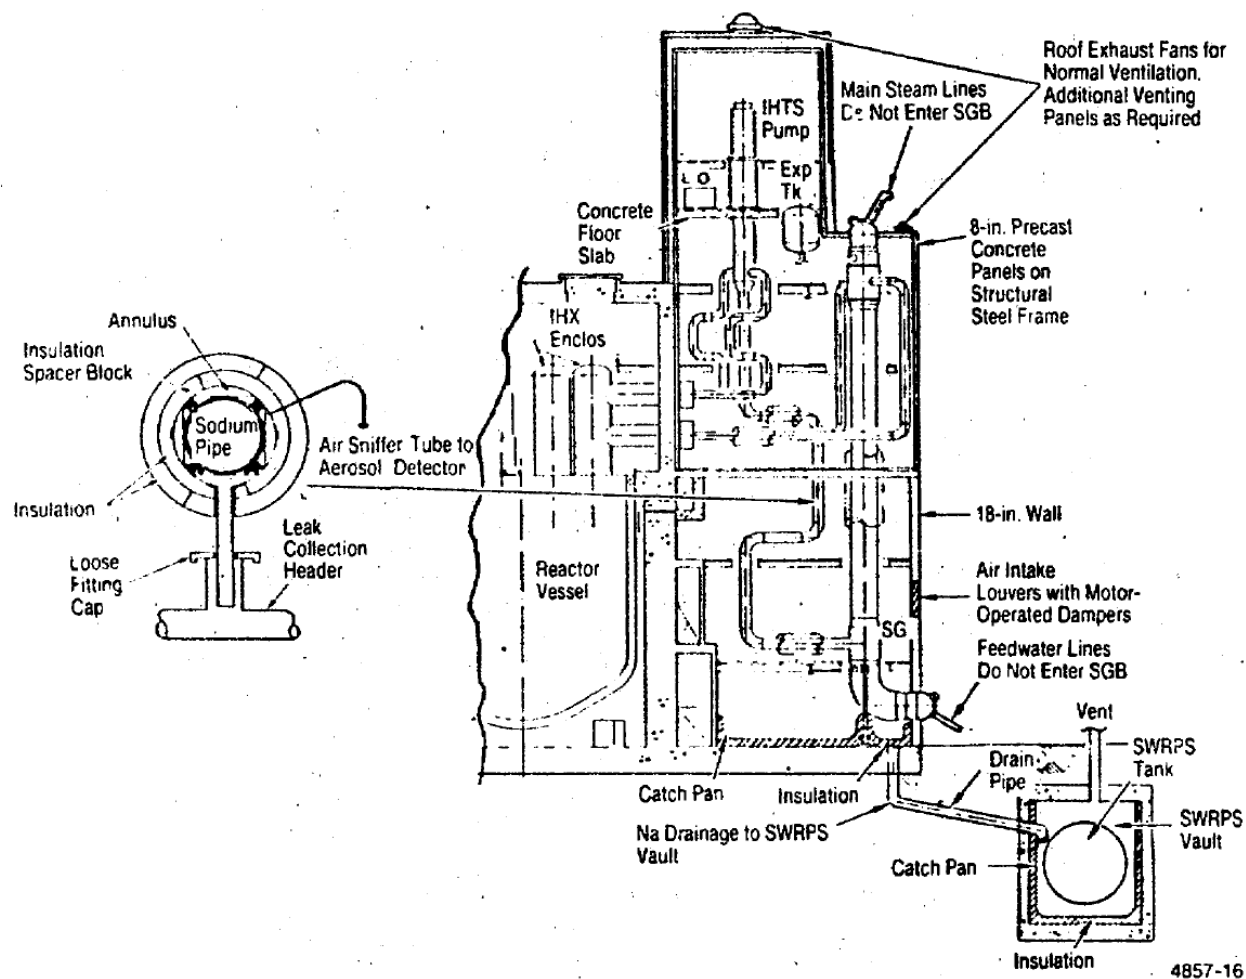 Roof Exhaust Fans for
Normal Ventilation.
Additional Venting
Panels as Required
Main Steam Lines
Do Not Enter SGB
IHTS
Pump
Exp
Tk
L O
Concrete
Floor
Slab
8-in. Precast
Concrete
Panels on
Structural
Steel Frame
IHX
Enclos
Annulus
Insulation
Spacer Block
Sodium
Pipe
Air Sniffer Tube to
Aerosol Detector
Insulation
Leak
Collection
Header
Loose
Fitting
Cap
Reactor
Vessel
18-in. Wall
Air Intake
Louvers with Motor-
Operated Dampers
SG
Feedwater Lines
Do Not Enter SGB
Vent
SWRPS
Tank
Drain
Pipe
Catch Pan
Insulation
Na Drainage to SWRPS
Vault
SWRPS
Vault
Catch Pan
Insulation
4857-16